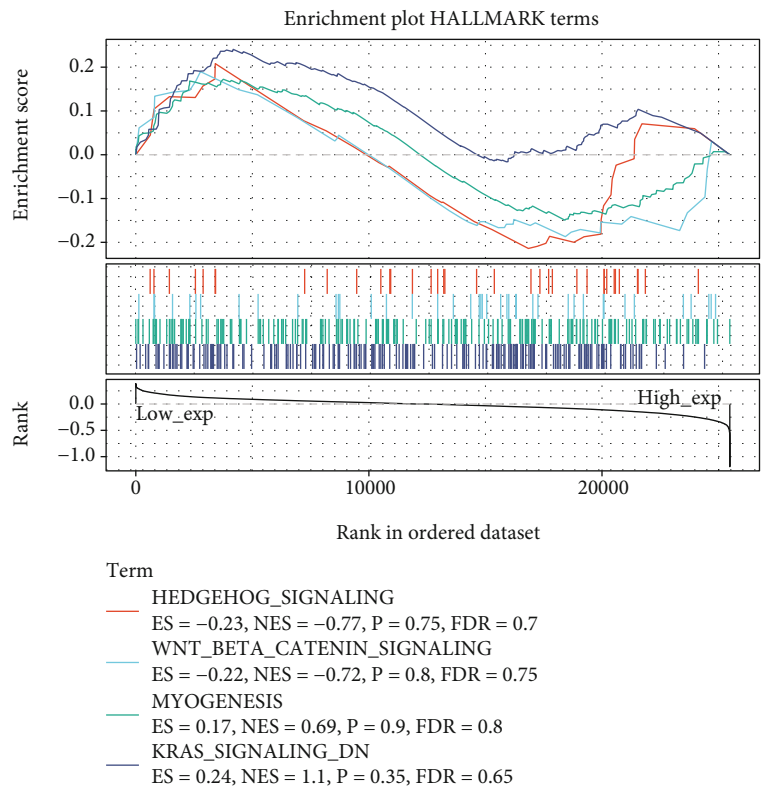 Enrichment plot HALLMARK terms
Enrichment score
0.2
0.1
0.0
−0.1
−0.2
Rank
0.0
−0.5
−1.0
Low_exp
High_exp
0
10000
20000
Rank in ordered dataset
Term
HEDGEHOG_SIGNALING
ES = −0.23, NES = −0.77, P = 0.75, FDR = 0.7
WNT_BETA_CATENIN_SIGNALING
ES = −0.22, NES = −0.72, P = 0.8, FDR = 0.75
MYOGENESIS
ES = 0.17, NES = 0.69, P = 0.9, FDR = 0.8
KRAS_SIGNALING_DN
ES = 0.24, NES = 1.1, P = 0.35, FDR = 0.65